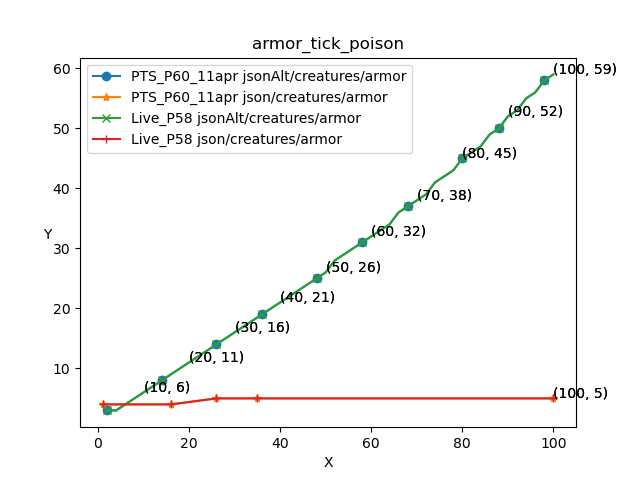 armor_tick_poison
PTS_P60_11apr jsonAlt/creatures/armor
PTS_P60_11apr json/creatures/armor
Live_P58 jsonAlt/creatures/armor
Live_P58 json/creatures/armor
(100, 59)
(90, 52)
(80, 45)
(70, 38)
(60, 32)
(50, 26)
(40, 21)
(30, 16)
(20, 11)
(10, 6)
(100, 5)
Y
60
50
40
30
20
10
0 20 40 60 80 100
X